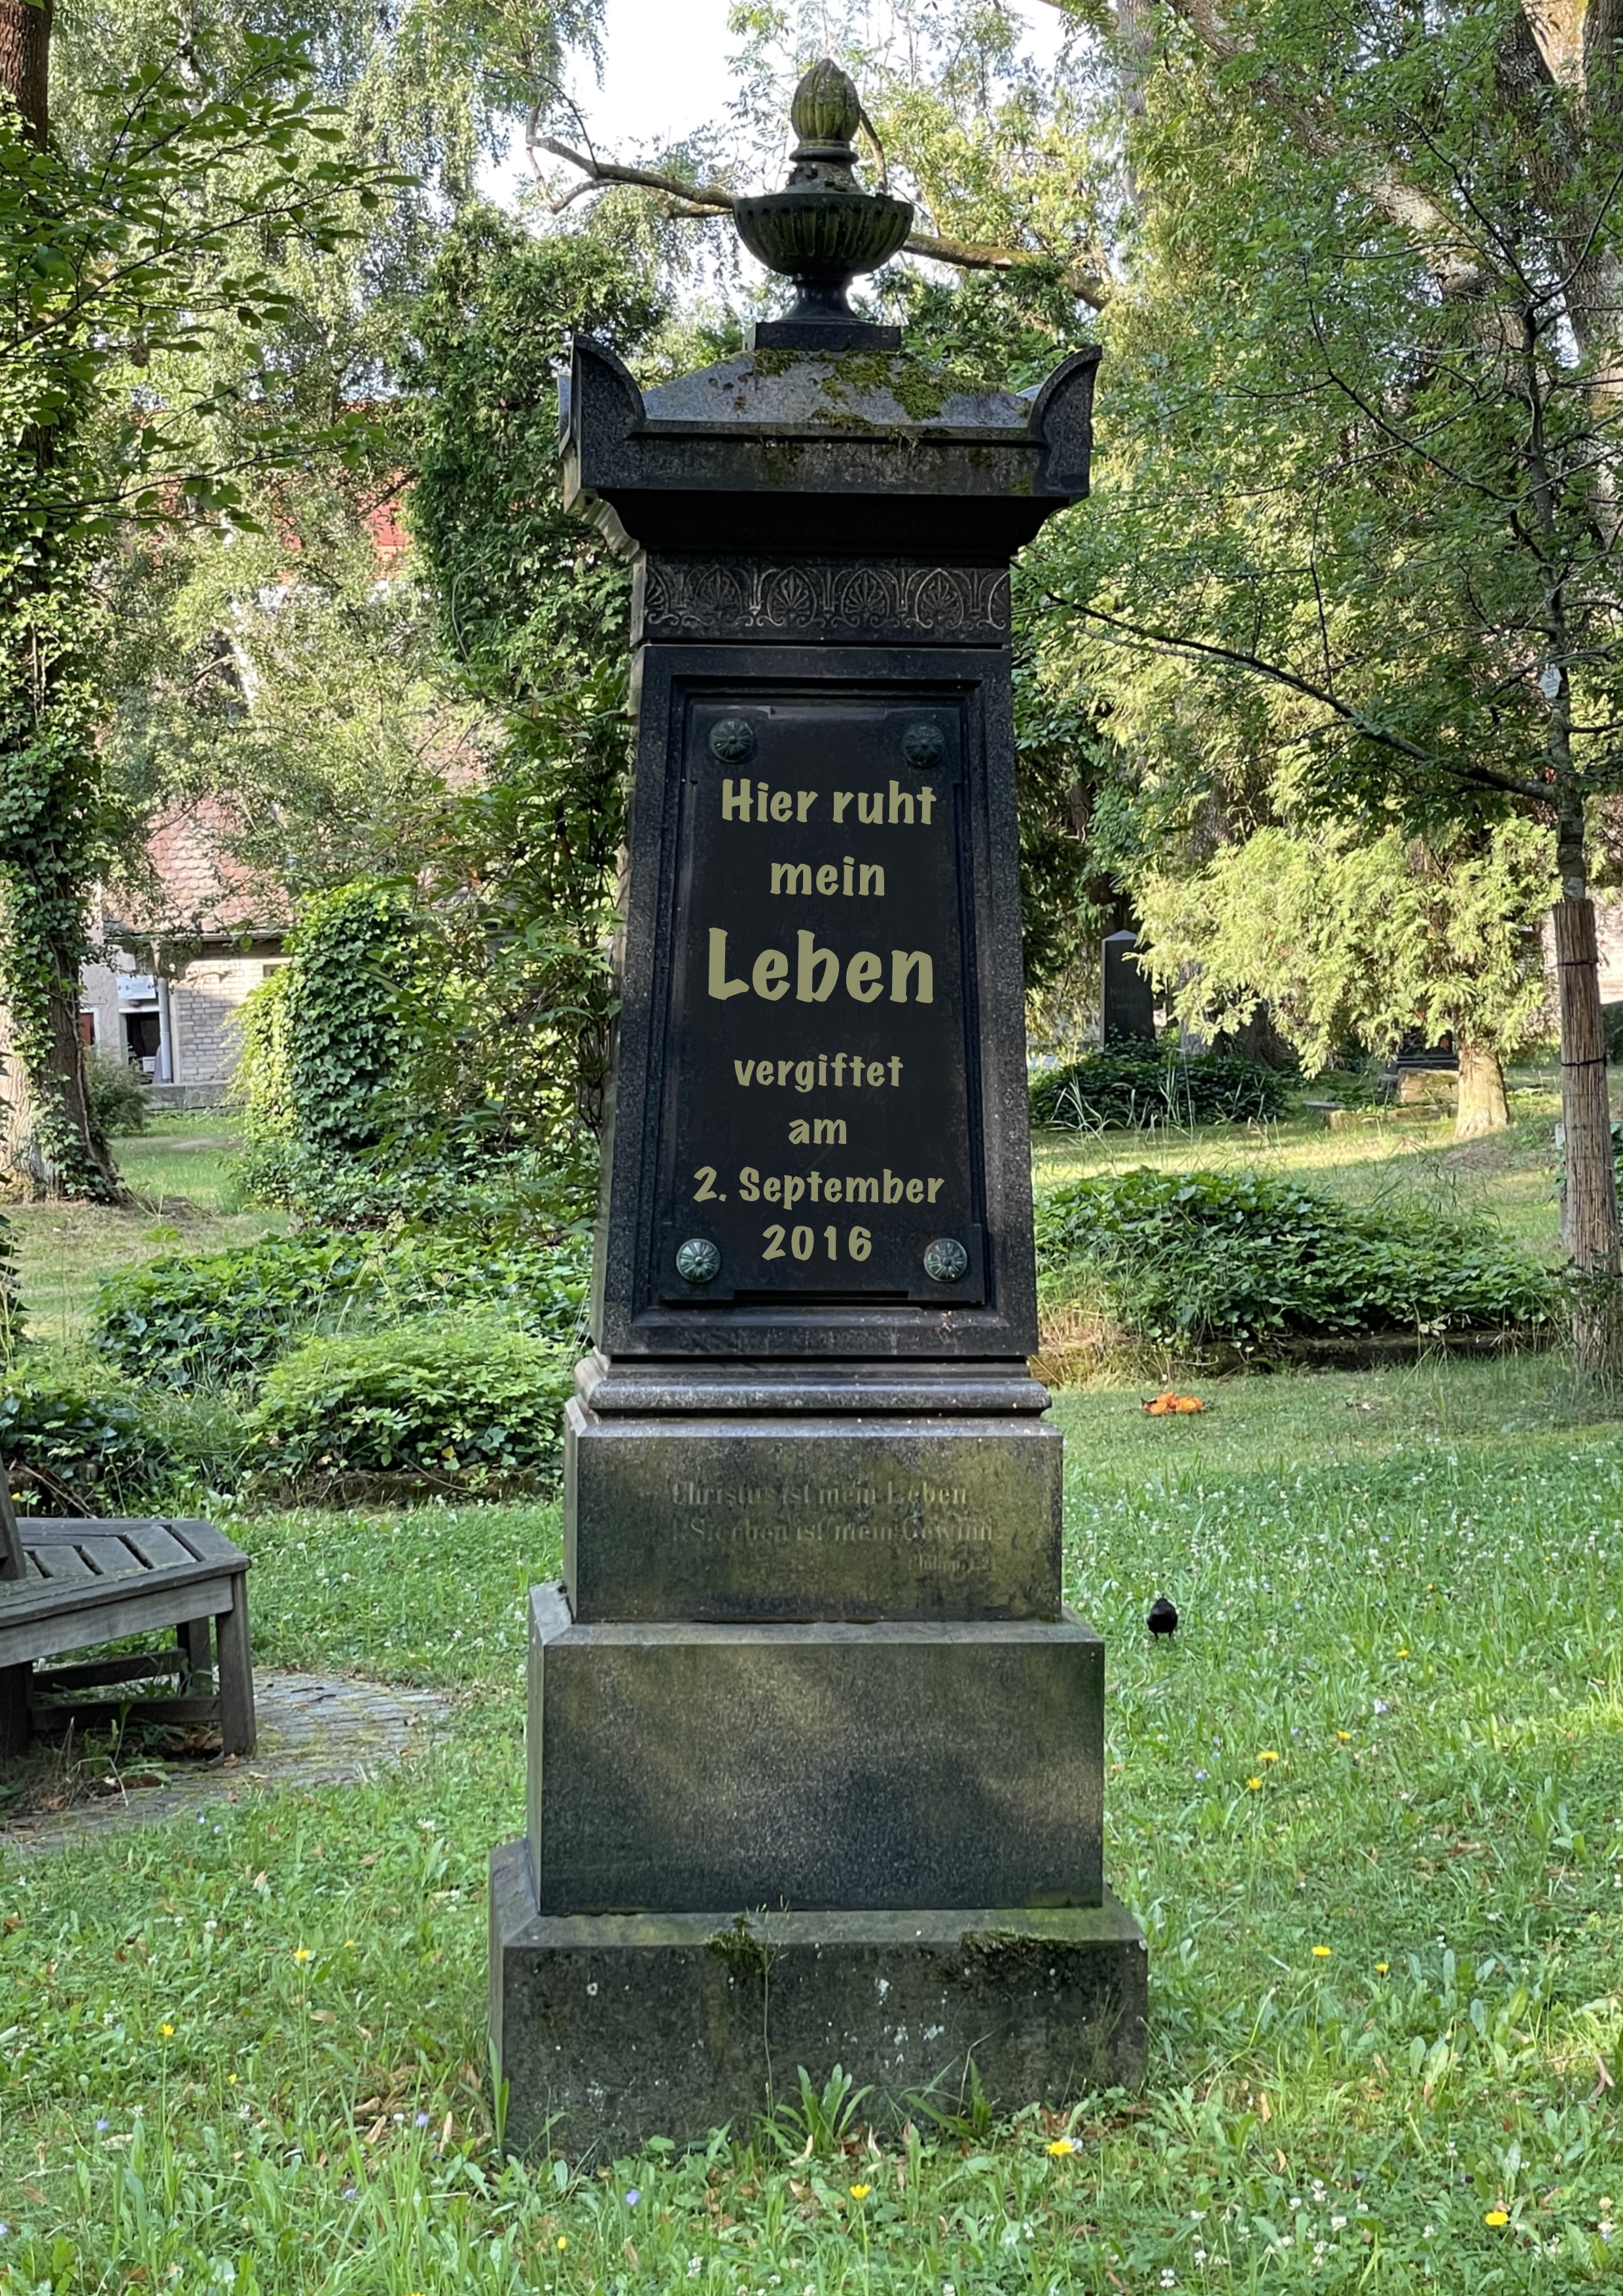 Hier ruht
mein
Leben
vergiftet
am
2. September
2016
Christus ist mein Leben
Sterben ist mein Gewinn